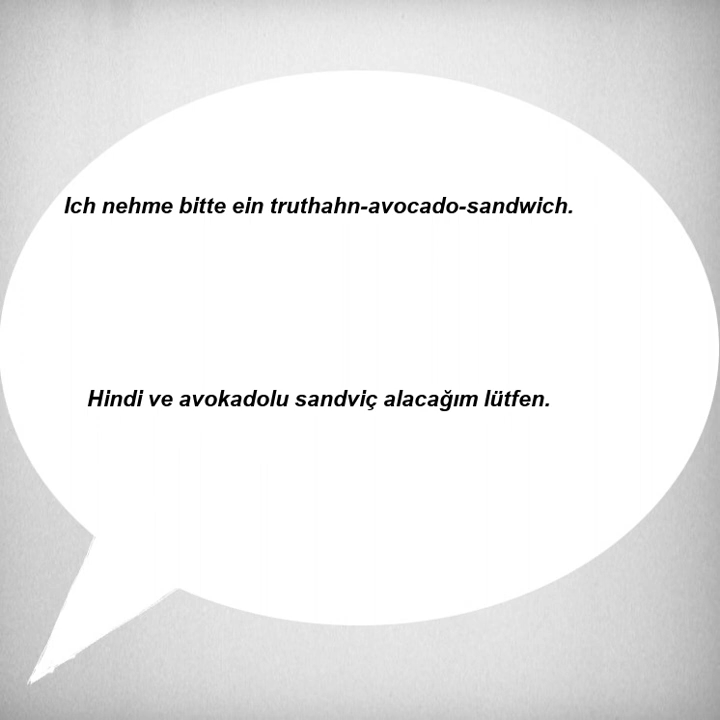 Ich nehme bitte ein truthahn-avocado-sandwich.
Hindi ve avokadolu sandviç alacağım lütfen.